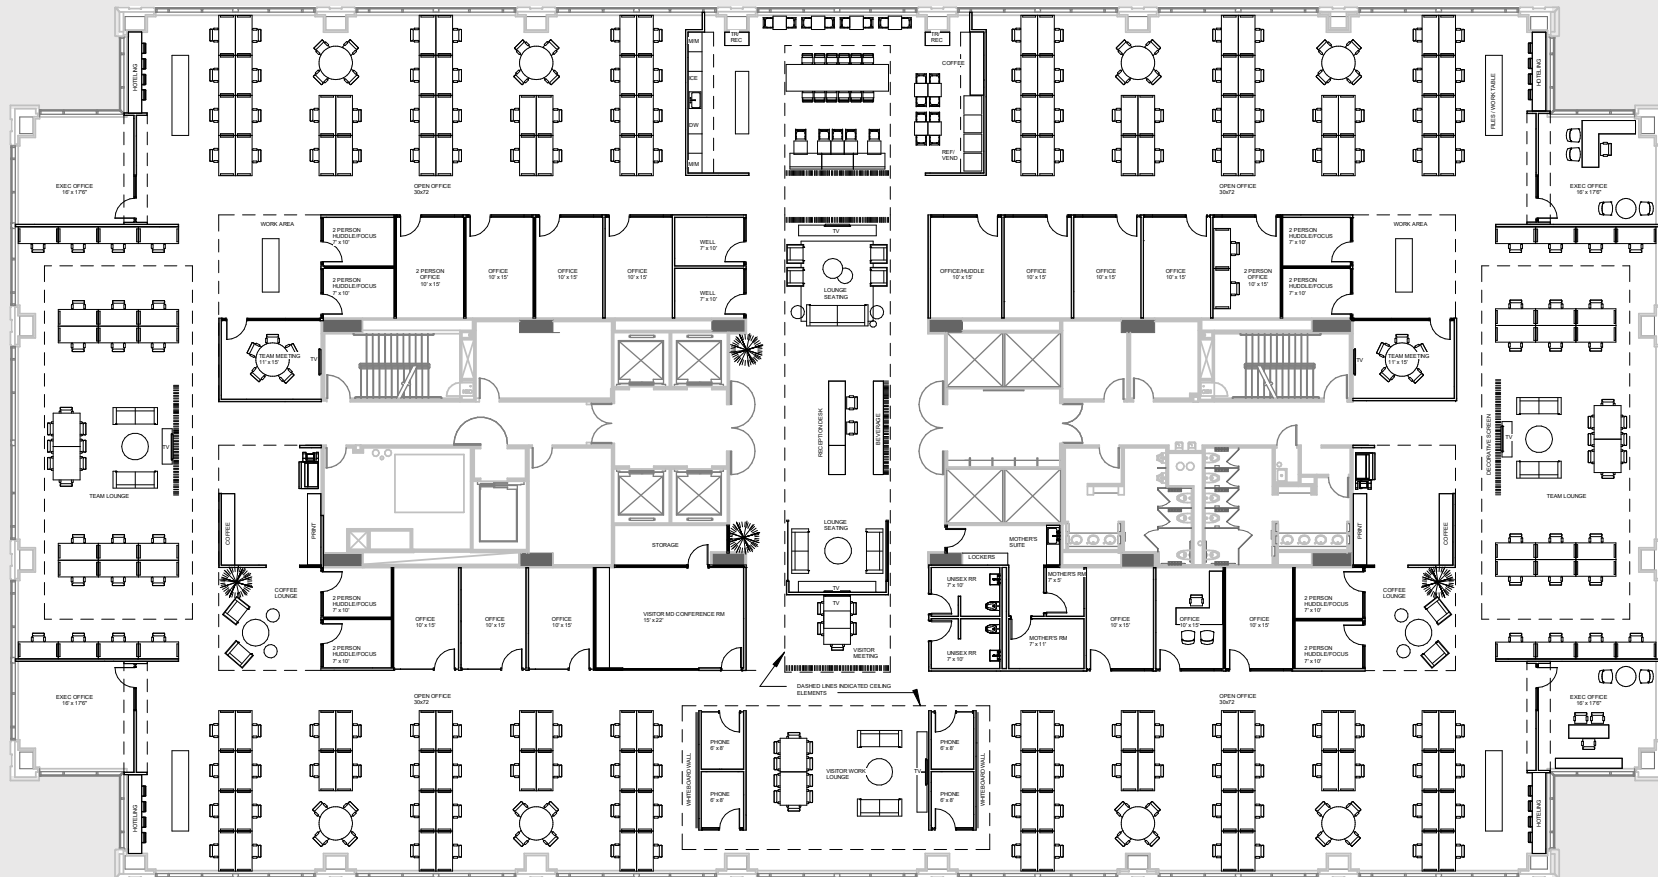 M/M
TR/
REC
TR/
REC
COFFEE
HOTELING
ICE
DW
M/M
REF/
VEND
FILES / WORKTABLE
HOTELING
EXEC OFFICE
16' x 17'6"
OPEN OFFICE
30x72
OPEN OFFICE
30x72
EXEC OFFICE
16' x 17'6"
WORK AREA
2 PERSON
HUDDLE/FOCUS
7' x 10'
2 PERSON
HUDDLE/FOCUS
7' x 10'
2 PERSON
OFFICE
10' x 15'
OFFICE
10' x 15'
OFFICE
10' x 15'
OFFICE
10' x 15'
WELL
7' x 10'
WELL
7' x 10'
TV
LOUNGE
SEATING
OFFICE/HUDDLE
10' x 15'
OFFICE
10' x 15'
OFFICE
10' x 15'
OFFICE
10' x 15'
2 PERSON
OFFICE
10' x 15'
2 PERSON
HUDDLE/FOCUS
7' x 10'
2 PERSON
HUDDLE/FOCUS
7' x 10'
WORK AREA
TEAM MEETING
11' x 15'
TV
TV
TEAM MEETING
11' x 15'
RECEPTION DESK
BEVERAGE
TV
TEAM LOUNGE
DECORATIVE SCREEN
TV
TEAM LOUNGE
COFFEE
PRINT
STORAGE
LOUNGE
SEATING
MOTHER'S
SUITE
LOCKERS
PRINT
COFFEE
COFFEE
LOUNGE
2 PERSON
HUDDLE/FOCUS
7' x 10'
2 PERSON
HUDDLE/FOCUS
7' x 10'
OFFICE
10' x 15'
OFFICE
10' x 15'
OFFICE
10' x 15'
VISITOR MD CONFERENCE RM
15' x 22'
TV
TV
VISITOR
MEETING
UNISEX RR
7' x 10'
UNISEX RR
7' x 10'
MOTHER'S RM
7' x 5'
MOTHER'S RM
7' x 11'
OFFICE
10' x 15'
OFFICE
10' x 15'
OFFICE
10' x 15'
2 PERSON
HUDDLE/FOCUS
7' x 10'
2 PERSON
HUDDLE/FOCUS
7' x 10'
COFFEE
LOUNGE
DASHED LINES INDICATED CEILING
ELEMENTS
EXEC OFFICE
16' x 17'6"
OPEN OFFICE
30x72
OPEN OFFICE
30x72
EXEC OFFICE
16' x 17'6"
HOTELING
WHITEBOARD WALL
PHONE
6' x 8'
PHONE
6' x 8'
VISITOR WORK
LOUNGE
TV
PHONE
6' x 8'
PHONE
6' x 8'
WHITEBOARD WALL
HOTELING